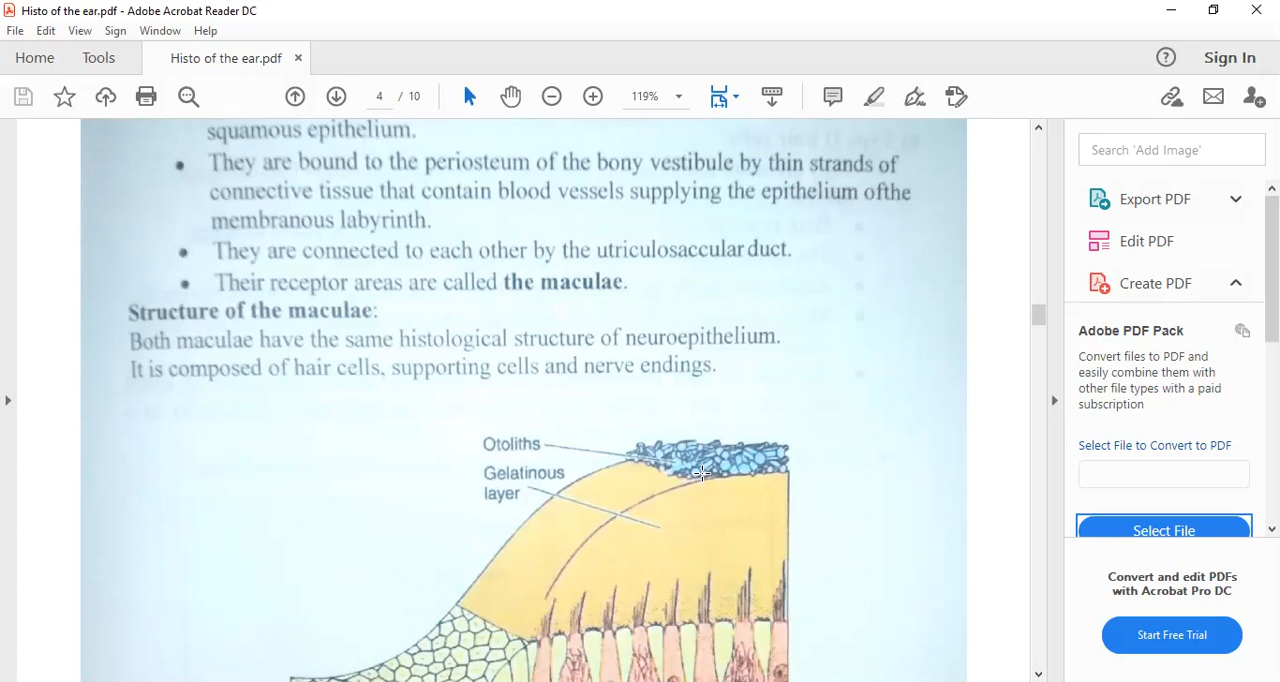 Histo of the ear.pdf - Adobe Acrobat Reader DC
File Edit View Sign Window Help
Home Tools Histo of the ear.pdf × Sign In
4 / 10 119%
squamous epithelium.
• They are bound to the periosteum of the bony vestibule by thin strands of
connective tissue that contain blood vessels supplying the epithelium ofthe
membranous labyrinth.
• They are connected to each other by the utriculosaccular duct.
• Their receptor areas are called the maculae.
Structure of the maculae:
Both maculae have the same histological structure of neuroepithelium.
It is composed of hair cells, supporting cells and nerve endings.
Otoliths
Gelatinous
layer
Search 'Add Image'
Export PDF
Edit PDF
Create PDF
Adobe PDF Pack
Convert files to PDF and
easily combine them with
other file types with a paid
subscription
Select File to Convert to PDF
Select File
Convert and edit PDFs
with Acrobat Pro DC
Start Free Trial